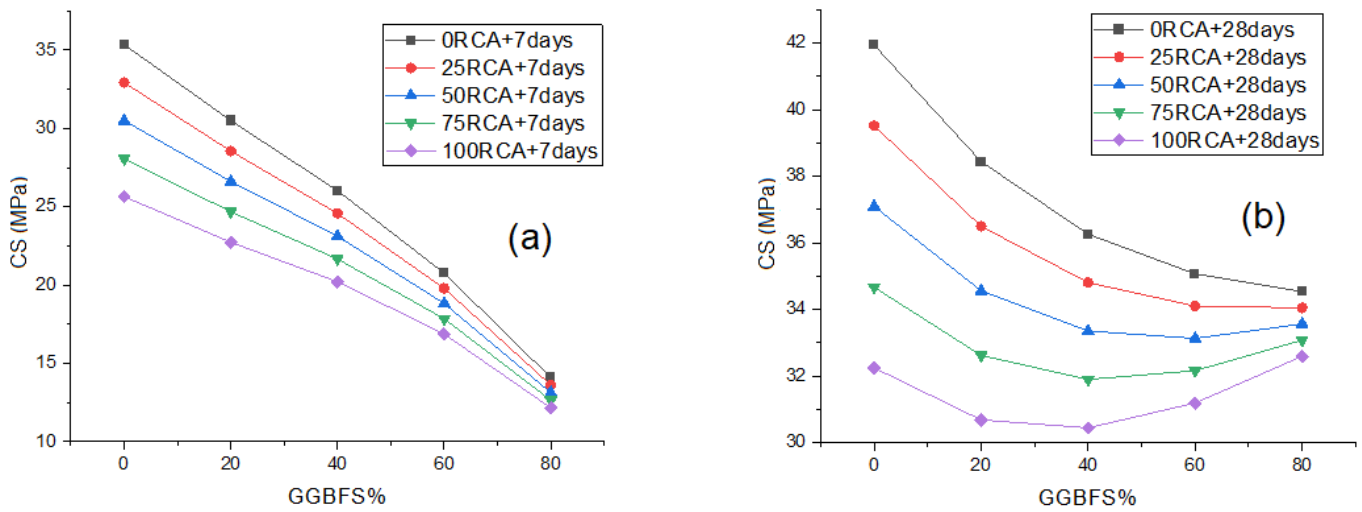 0RCA+7days
25RCA+7days
50RCA+7days
75RCA+7days
100RCA+7days
35
30
25
20
15
10
CS (MPa)
(a)
0
20
40
60
80
GGBFS%
0RCA+28days
25RCA+28days
50RCA+28days
75RCA+28days
100RCA+28days
42
40
38
36
34
32
30
CS (MPa)
(b)
0
20
40
60
80
GGBFS%